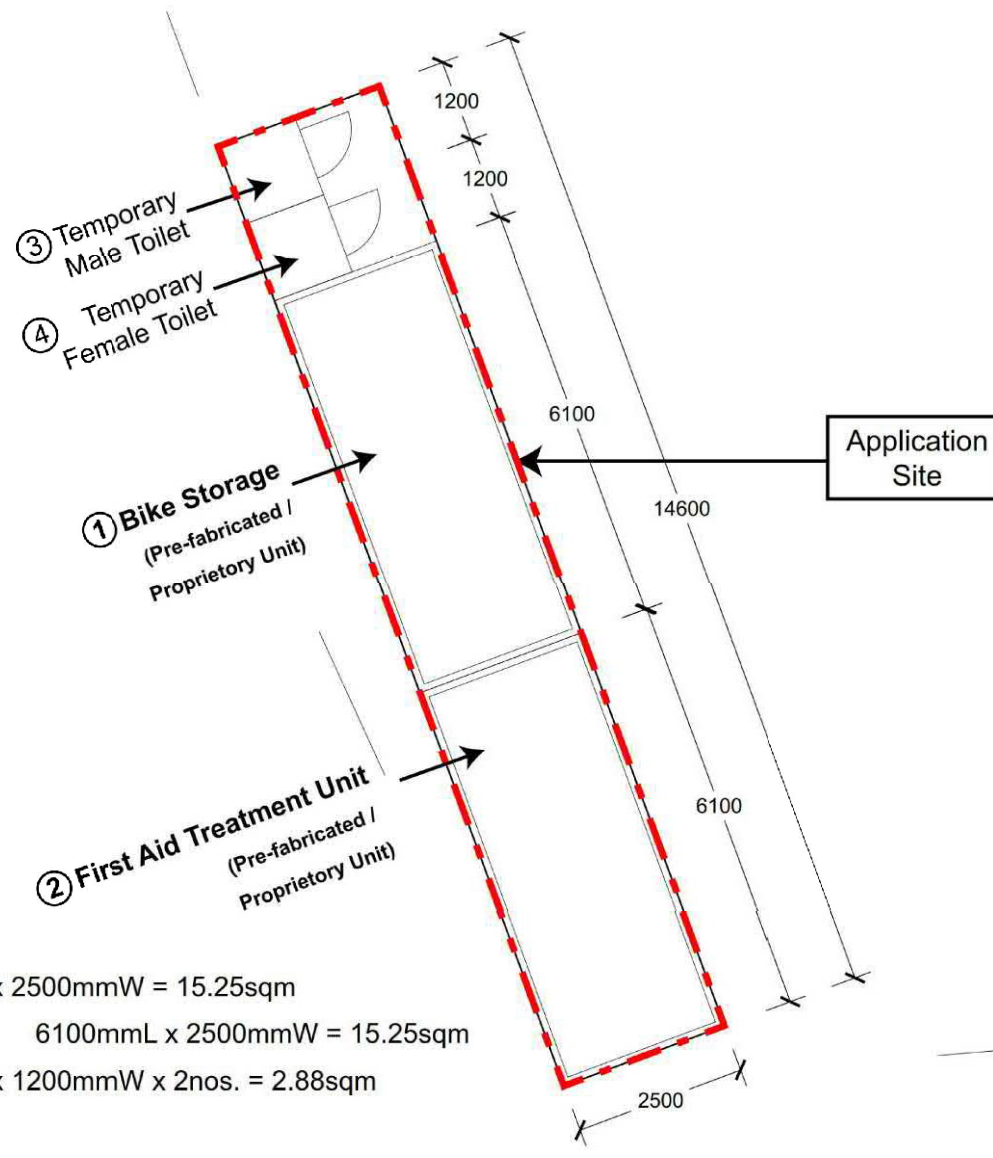 1200
1200
③ Temporary
Male Toilet
④ Temporary
Female Toilet
6100
Application
Site
① Bike Storage
(Pre-fabricated /
Proprietory Unit)
14600
6100
② First Aid Treatment Unit
(Pre-fabricated /
Proprietory Unit)
x 2500mmW = 15.25sqm
6100mmL x 2500mmW = 15.25sqm
x 1200mmW x 2nos. = 2.88sqm
2500